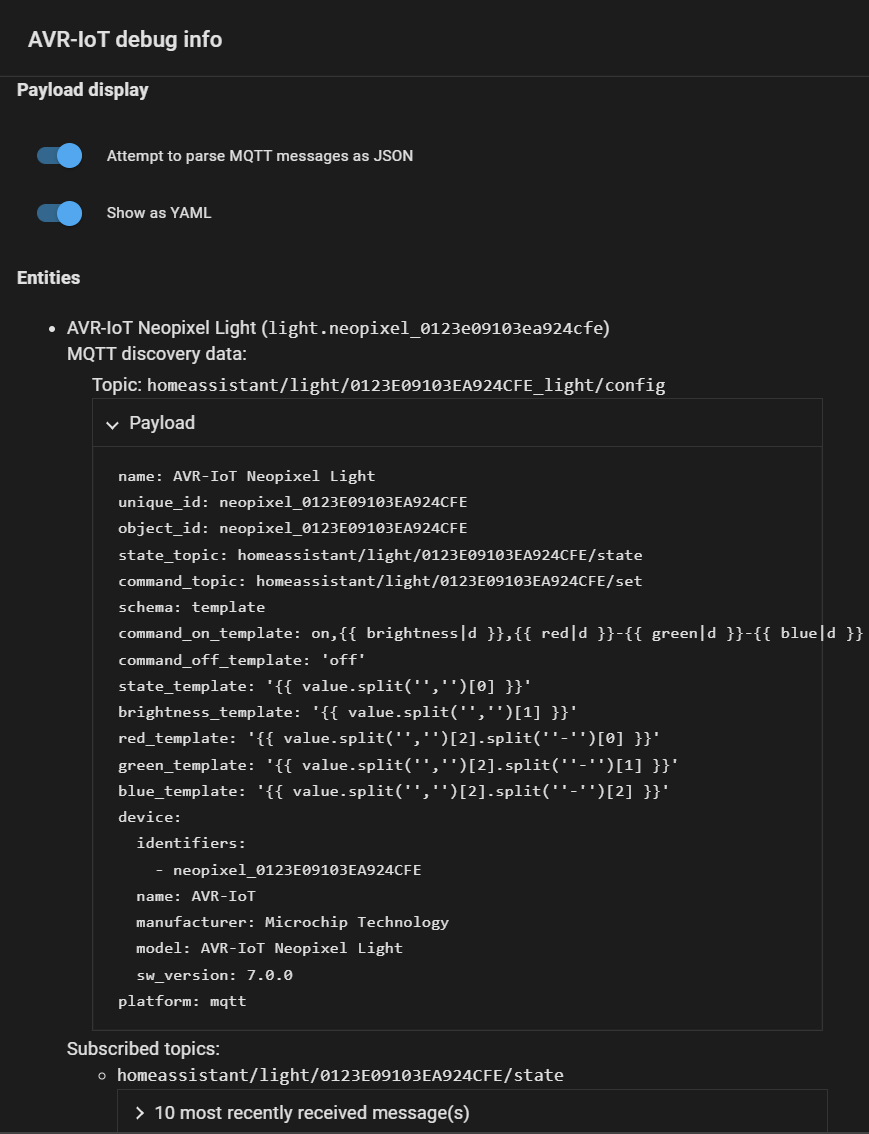 AVR-IoT debug info
Payload display
Attempt to parse MQTT messages as JSON
Show as YAML
Entities
• AVR-IoT Neopixel Light (light.neopixel_0123e09103ea924cfe)
MQTT discovery data:
Topic: homeassistant/light/0123E09103EA924CFE_light/config
Payload
name: AVR-IoT Neopixel Light
unique_id: neopixel_0123E09103EA924CFE
object_id: neopixel_0123E09103EA924CFE
state_topic: homeassistant/light/0123E09103EA924CFE/state
command_topic: homeassistant/light/0123E09103EA924CFE/set
schema: template
command_on_template: on,{{ brightness|d }},{{ red|d }}-{{ green|d }}-{{ blue|d }}
command_off_template: 'off'
state_template: '{{ value.split('','')[0] }}'
brightness_template: '{{ value.split('','')[1] }}'
red_template: '{{ value.split('','')[2].split(''-'')[0] }}'
green_template: '{{ value.split('','')[2].split(''-'')[1] }}'
blue_template: '{{ value.split('','')[2].split(''-'')[2] }}'
device:
  identifiers:
    - neopixel_0123E09103EA924CFE
  name: AVR-IoT
  manufacturer: Microchip Technology
  model: AVR-IoT Neopixel Light
  sw_version: 7.0.0
platform: mqtt
Subscribed topics:
homeassistant/light/0123E09103EA924CFE/state
10 most recently received message(s)